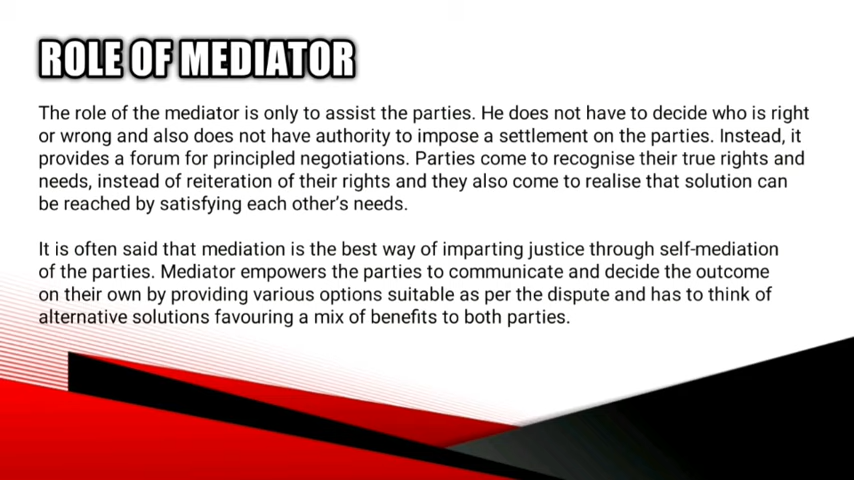 ROLE OF MEDIATOR
The role of the mediator is only to assist the parties. He does not have to decide who is right
or wrong and also does not have authority to impose a settlement on the parties. Instead, it
provides a forum for principled negotiations. Parties come to recognise their true rights and
needs, instead of reiteration of their rights and they also come to realise that solution can
be reached by satisfying each other's needs.
It is often said that mediation is the best way of imparting justice through self-mediation
of the parties. Mediator empowers the parties to communicate and decide the outcome
on their own by providing various options suitable as per the dispute and has to think of
alternative solutions favouring a mix of benefits to both parties.